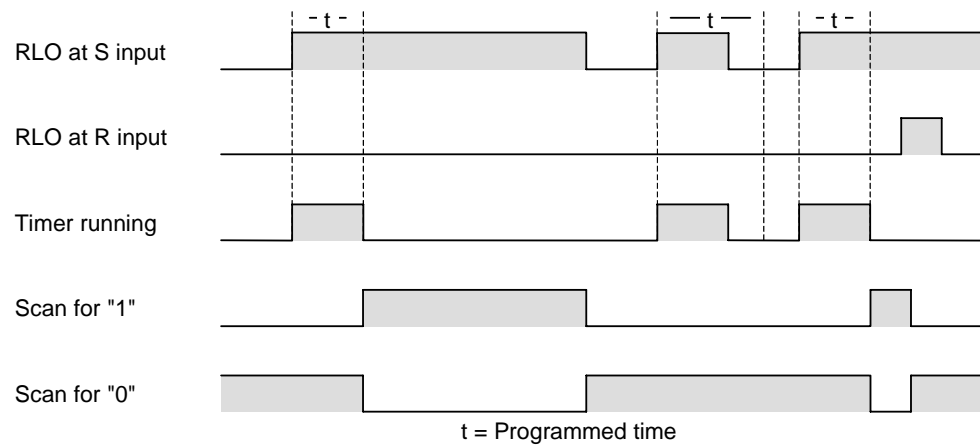 t t t
RLO at S input
RLO at R input
Timer running
Scan for "1"
Scan for "0"
t = Programmed time